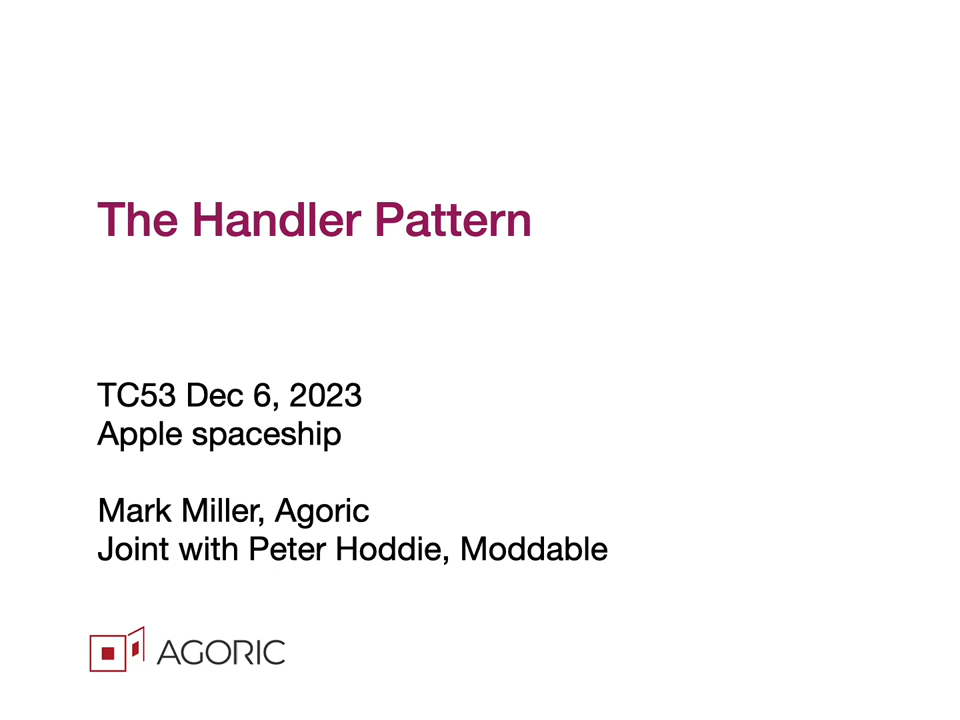 The Handler Pattern
TC53 Dec 6, 2023
Apple spaceship
Mark Miller, Agoric
Joint with Peter Hoddie, Moddable
AGORIC